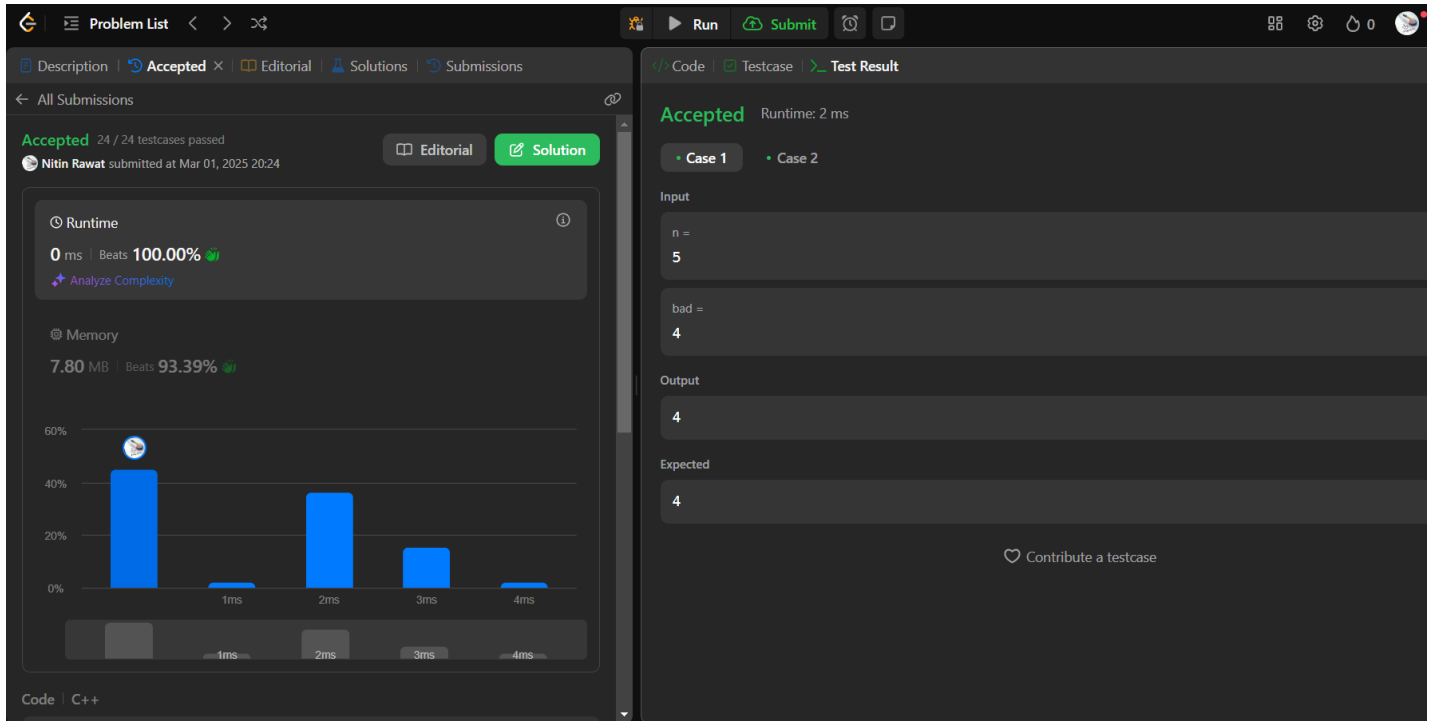 Problem List
Run
Submit
0
Description
Accepted
Editorial
Solutions
Submissions
All Submissions
Accepted 24 / 24 testcases passed
Nitin Rawat submitted at Mar 01, 2025 20:24
Editorial
Solution
Runtime
0 ms Beats 100.00%
Analyze Complexity
Memory
7.80 MB Beats 93.39%
60%
40%
20%
0%
1ms 2ms 3ms 4ms
1ms 2ms 3ms 4ms
Code C++
</> Code
Testcase
>_ Test Result
Accepted Runtime: 2 ms
• Case 1 • Case 2
Input
n =
5
bad =
4
Output
4
Expected
4
Contribute a testcase